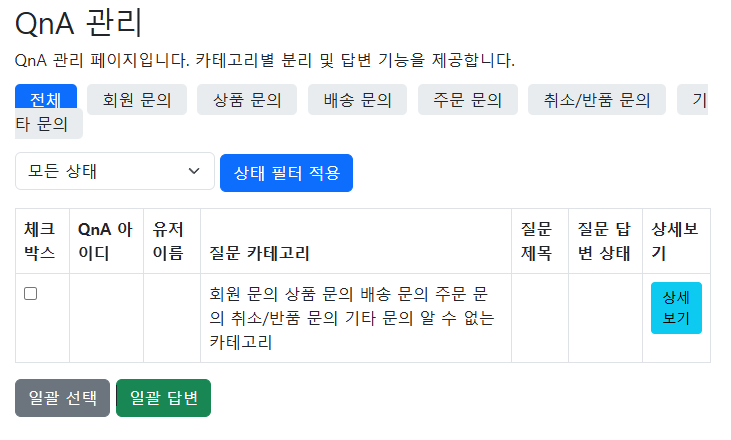 QnA 관리
QnA 관리 페이지입니다. 카테고리별 분리 및 답변 기능을 제공합니다.
전체 회원 문의 상품 문의 배송 문의 주문 문의 취소/반품 문의 기
타 문의
모든 상태 상태 필터 적용
체크
박스
QnA 아
이디
유저
이름
질문 카테고리
질문
제목
질문 답
변 상태
상세보
기
회원 문의 상품 문의 배송 문의 주문 문
의 취소/반품 문의 기타 문의 알 수 없는
카테고리
상세
보기
일괄 선택 일괄 답변